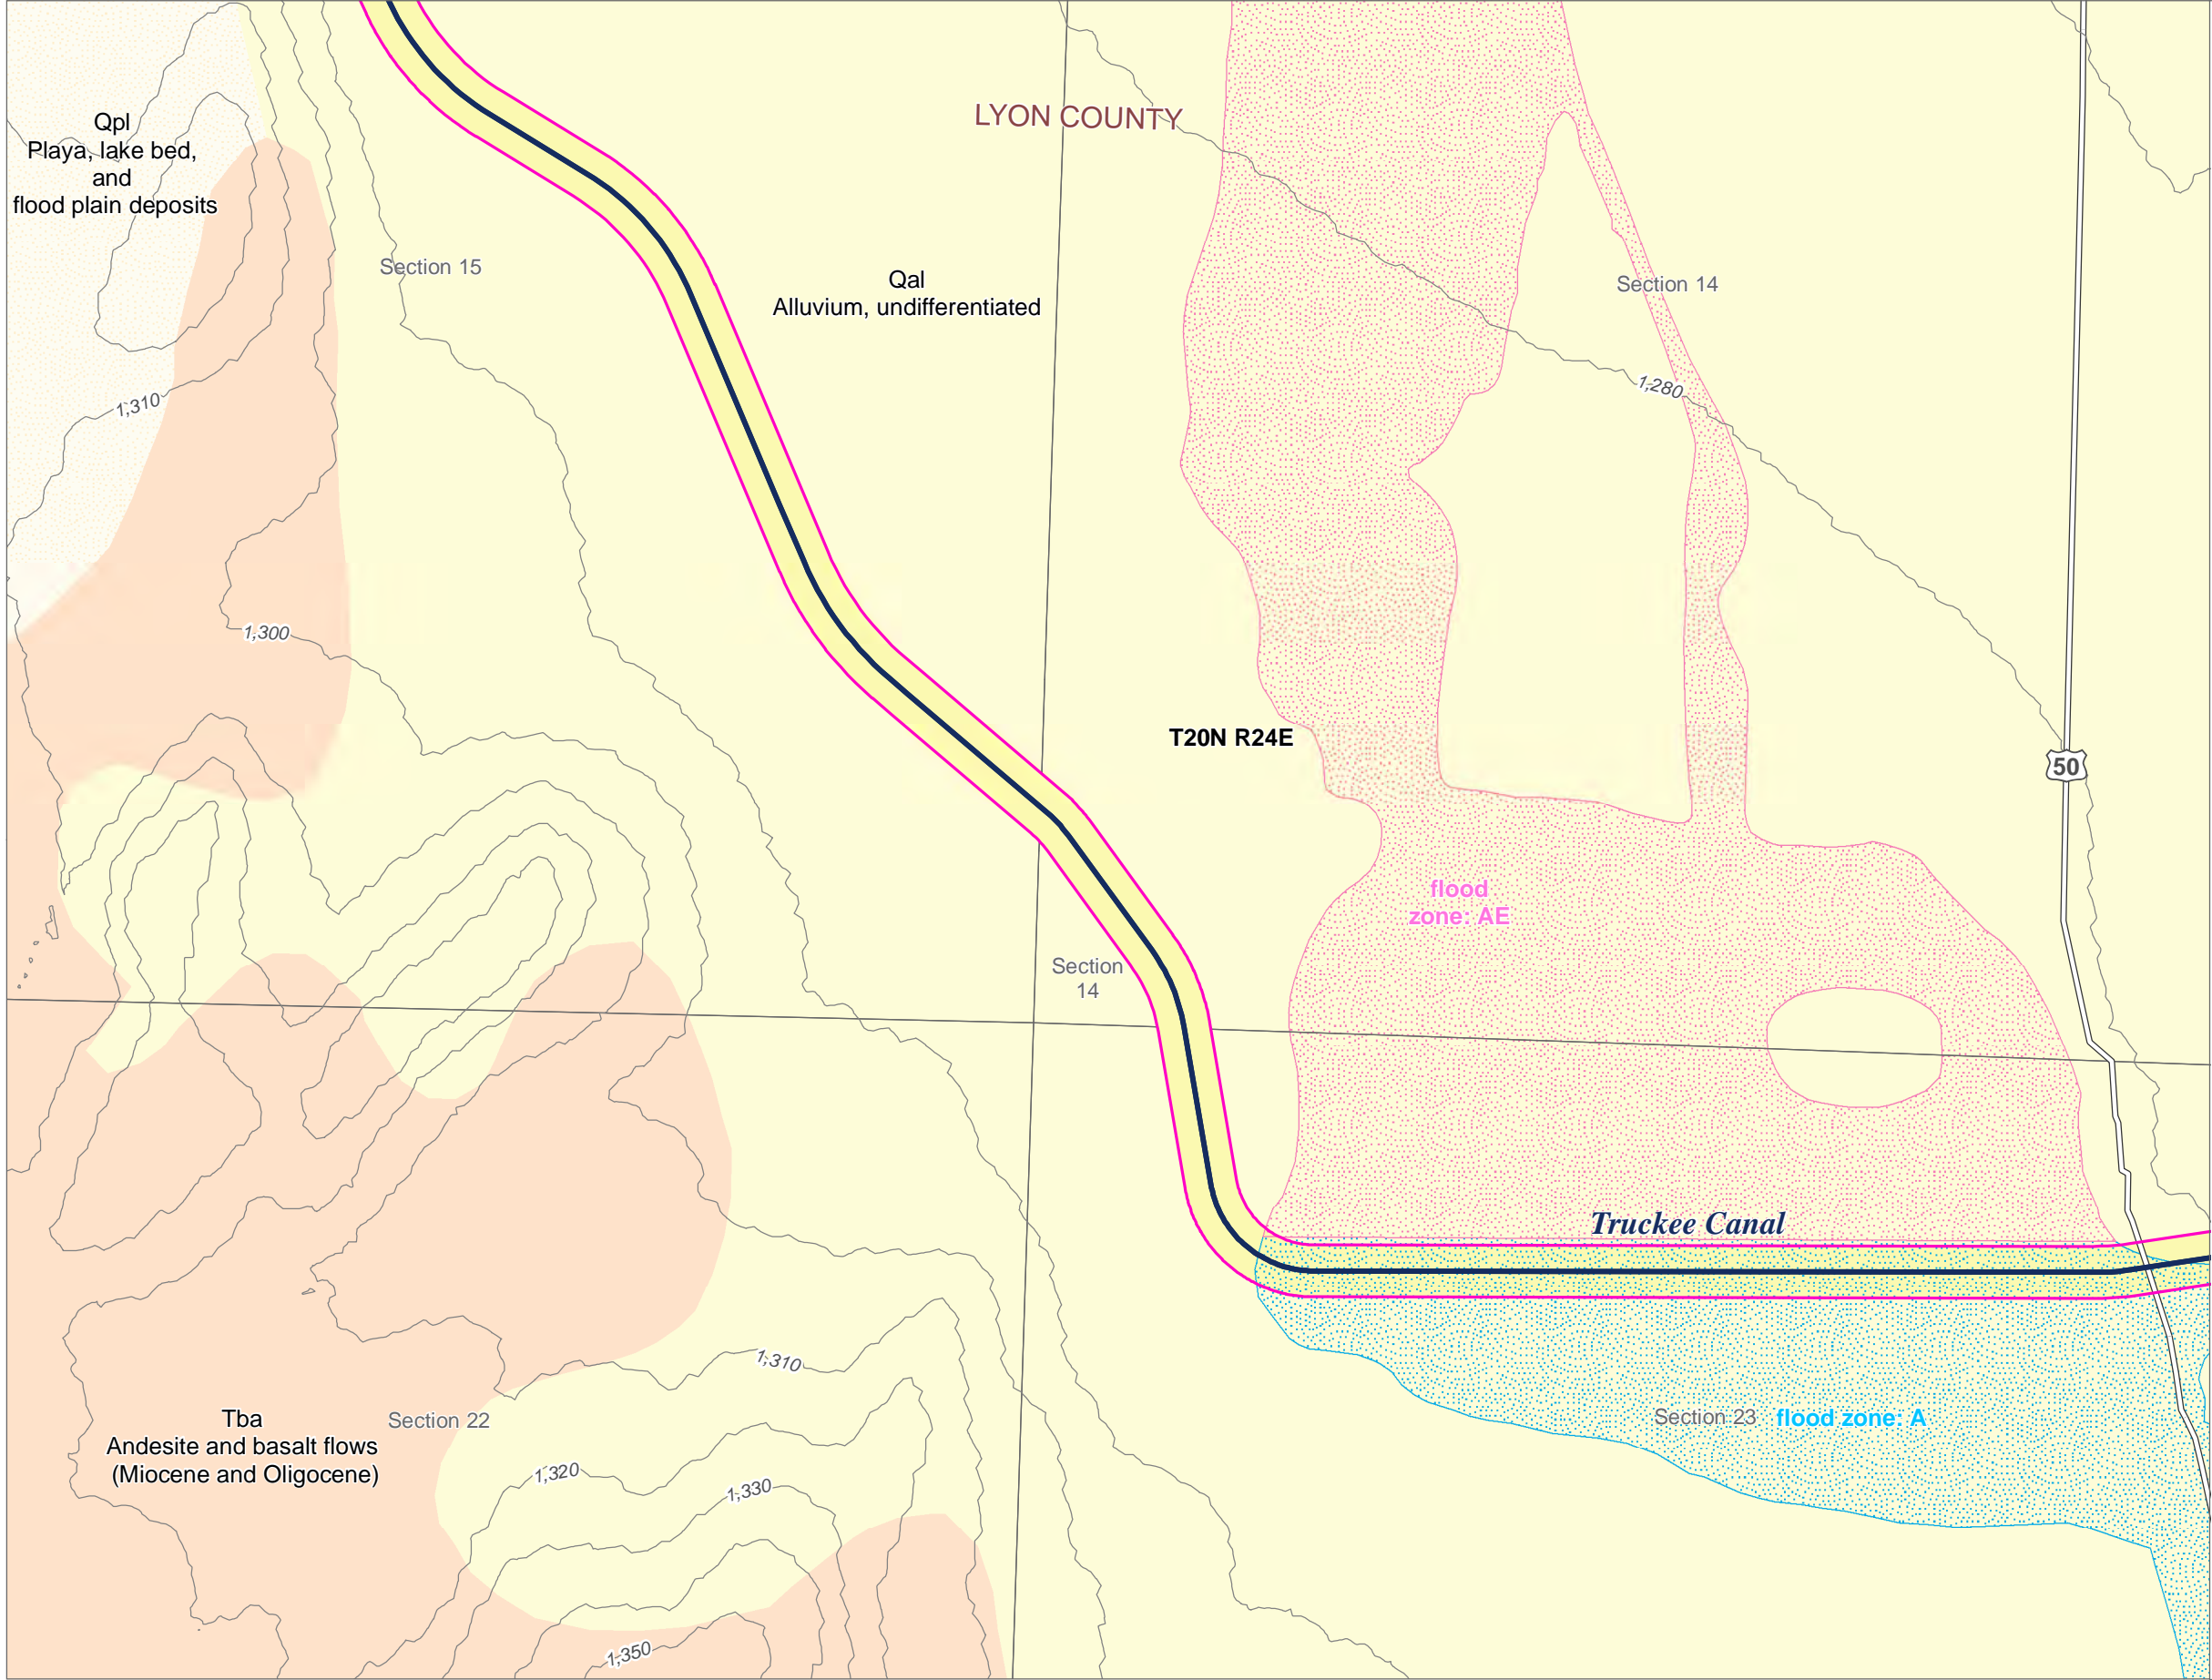 LYON COUNTY
Qpl
Playa, lake bed,
and
flood plain deposits
Section 15
Qal
Alluvium, undifferentiated
Section 14
1,280
1,310
1,300
T20N R24E
50
flood
zone: AE
Section
14
Truckee Canal
1,310
Tba
Andesite and basalt flows
(Miocene and Oligocene)
Section 22
Section 23
flood zone: A
1,320
1,330
1,350